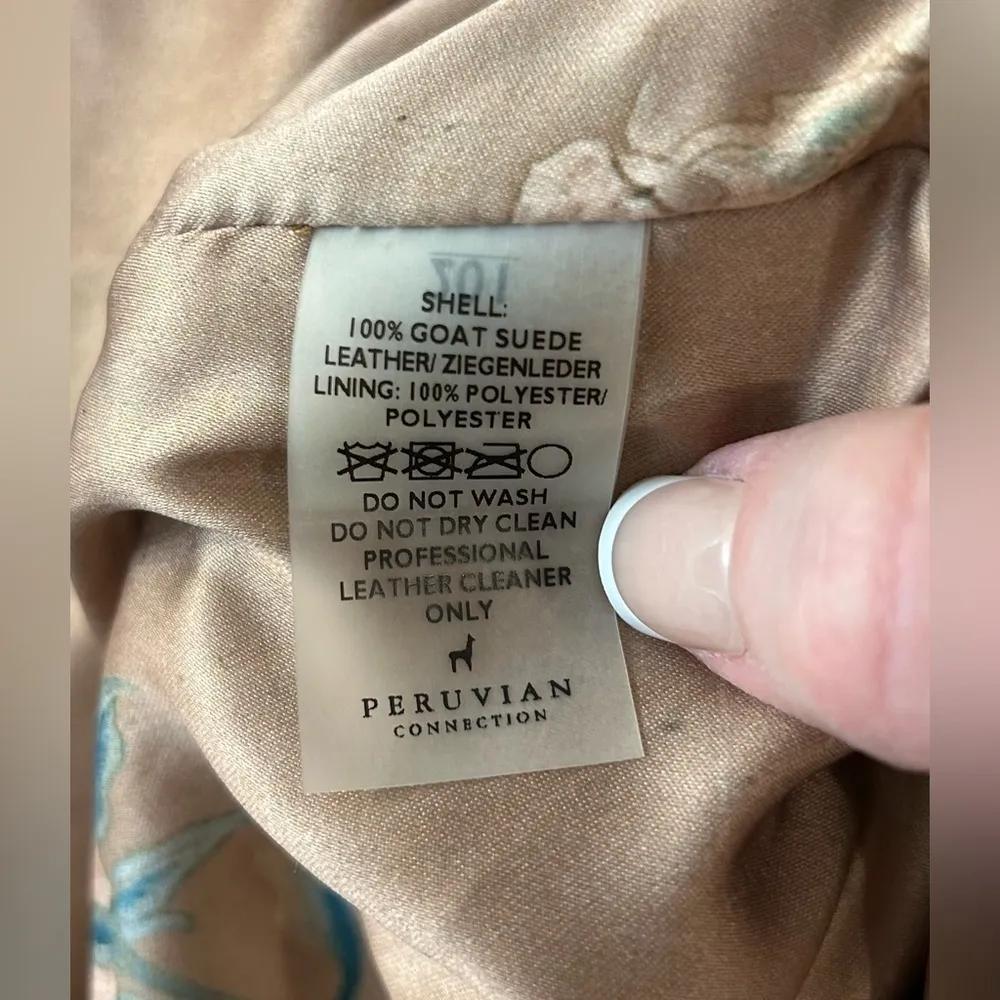 SHELL:
100% GOAT SUEDE
LEATHER/ ZIEGENLEDER
LINING: 100% POLYESTER/
POLYESTER
DO NOT WASH
DO NOT DRY CLEAN
PROFESSIONAL
LEATHER CLEANER
ONLY
PERUVIAN
CONNECTION